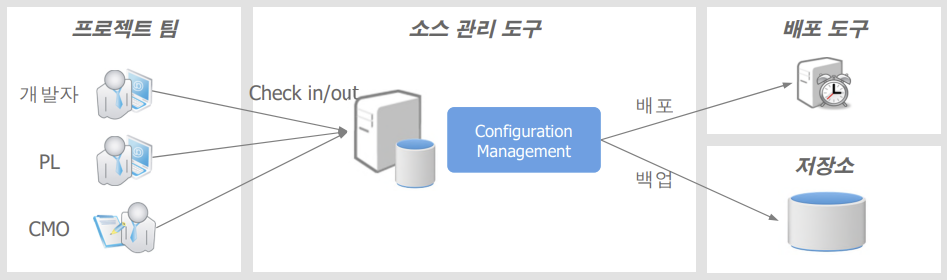 프로젝트 팀
개발자
PL
CMO
소스 관리 도구
Check in/out
Configuration
Management
배포
백업
배포 도구
저장소